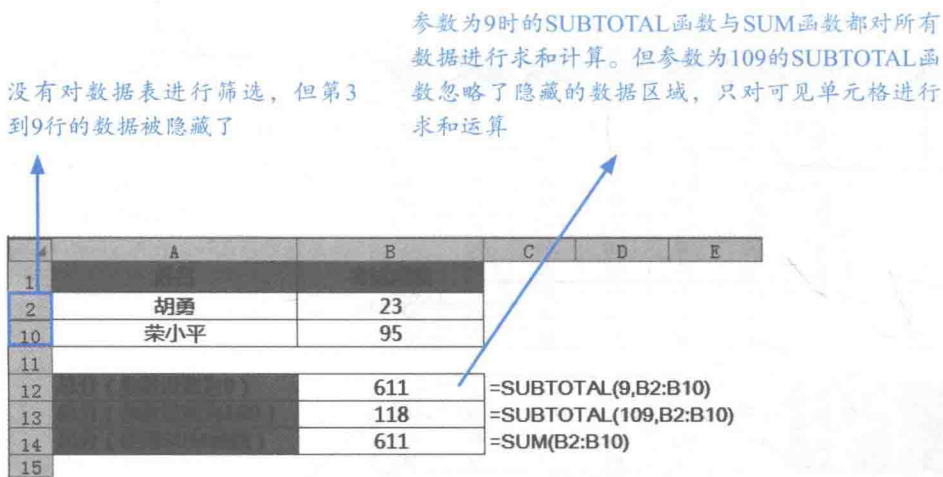 参数为9时的SUBTOTAL函数与SUM函数都对所有
数据进行求和计算。但参数为109的SUBTOTAL函
数忽略了隐藏的数据区域，只对可见单元格进行
求和运算
没有对数据表进行筛选，但第3
到9行的数据被隐藏了
A B C D E
1
2 胡勇 23
10 荣小平 95
11
12 611 =SUBTOTAL(9,B2:B10)
13 118 =SUBTOTAL(109,B2:B10)
14 611 =SUM(B2:B10)
15